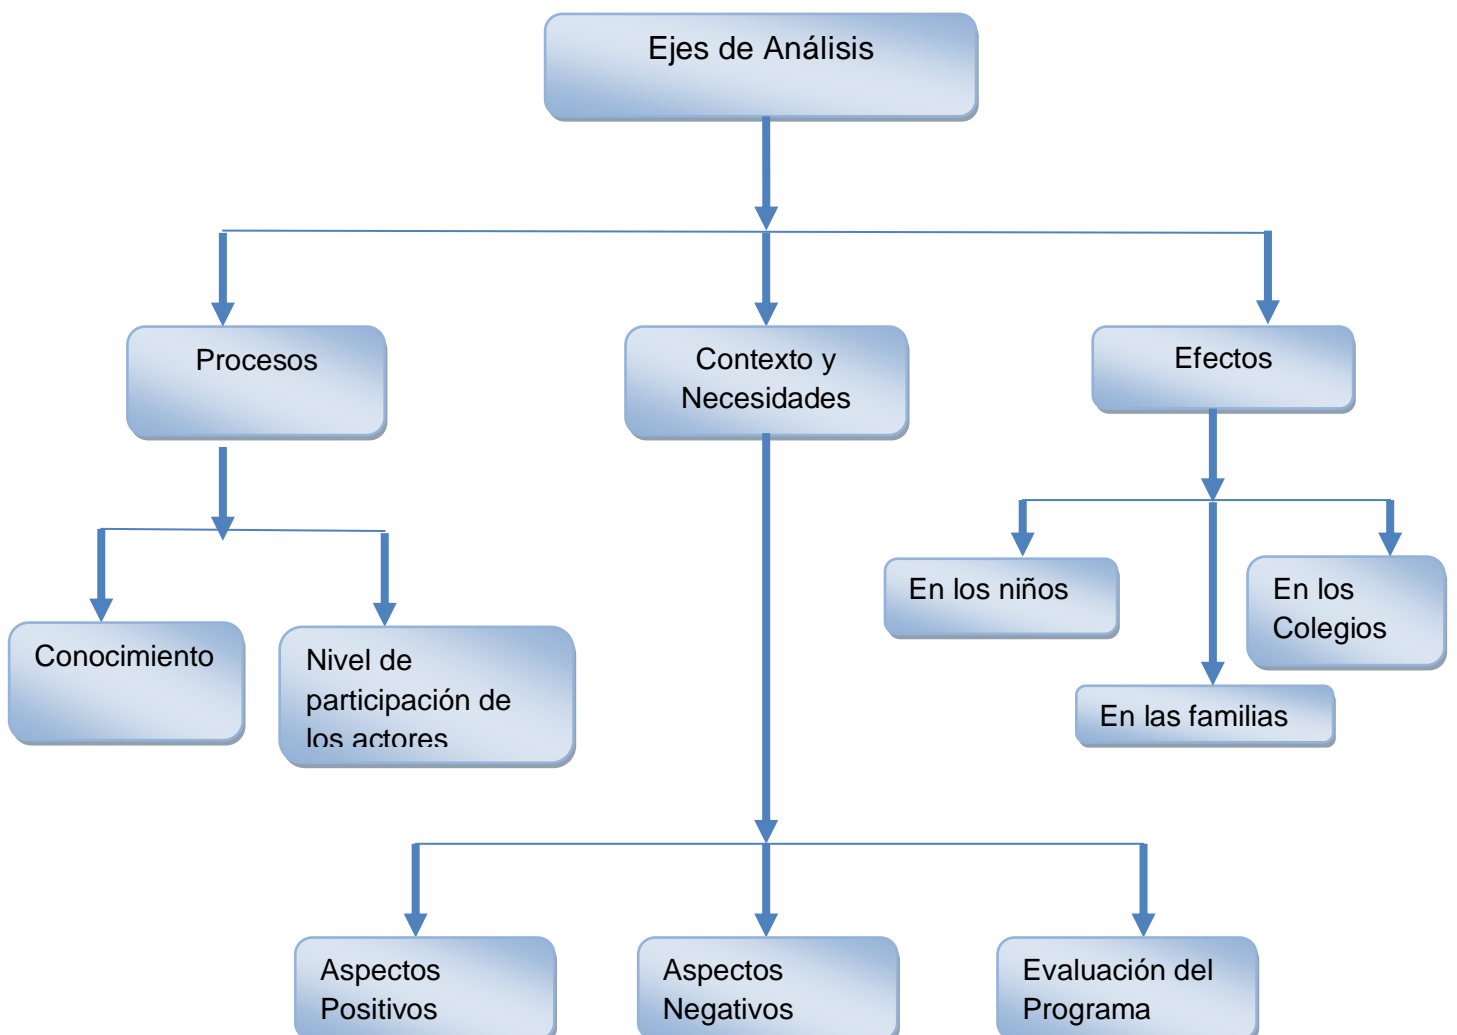 Ejes de Análisis
Procesos
Contexto y
Necesidades
Efectos
En los niños
En los
Colegios
Conocimiento
Nivel de
participación de
los actores
En las familias
Aspectos
Positivos
Aspectos
Negativos
Evaluación del
Programa